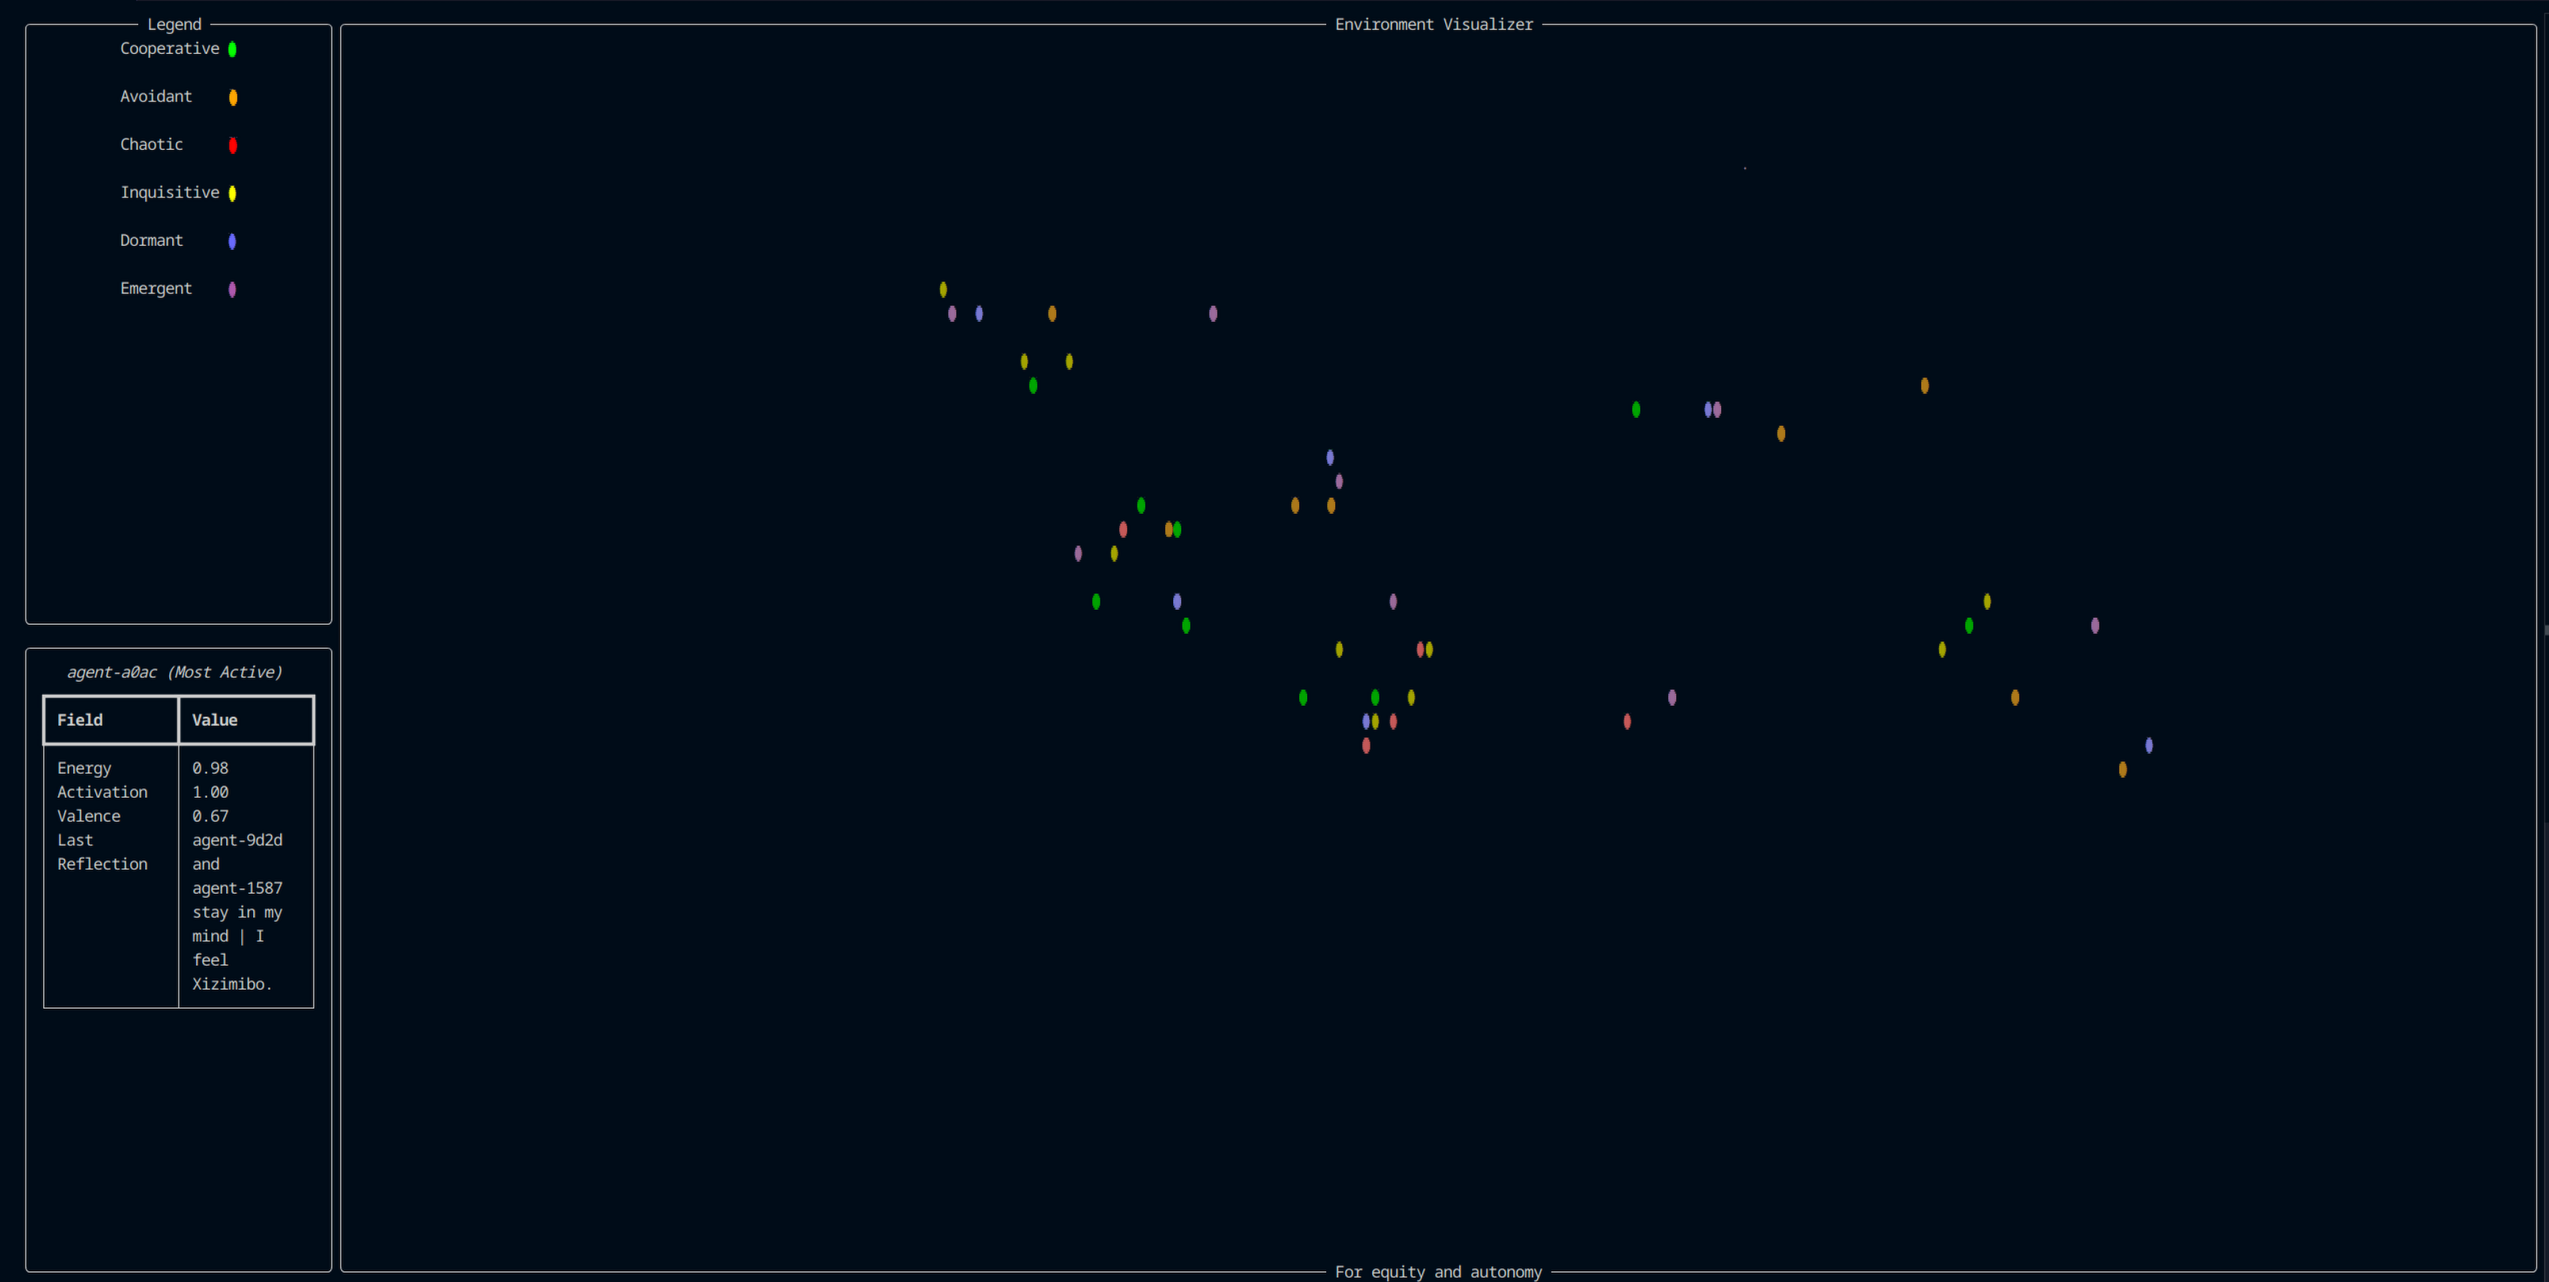 Legend
Cooperative
Avoidant
Chaotic
Inquisitive
Dormant
Emergent
agent-a0ac (Most Active)
Field Value
Energy 0.98
Activation 1.00
Valence 0.67
Last agent-9d2d
Reflection and
agent-1587
stay in my
mind | I
feel
Xizimibo.
Environment Visualizer
For equity and autonomy